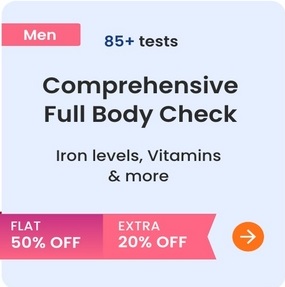 Men
85+ tests
Comprehensive
Full Body Check
Iron levels, Vitamins
& more
FLAT
50% OFF
EXTRA
20% OFF